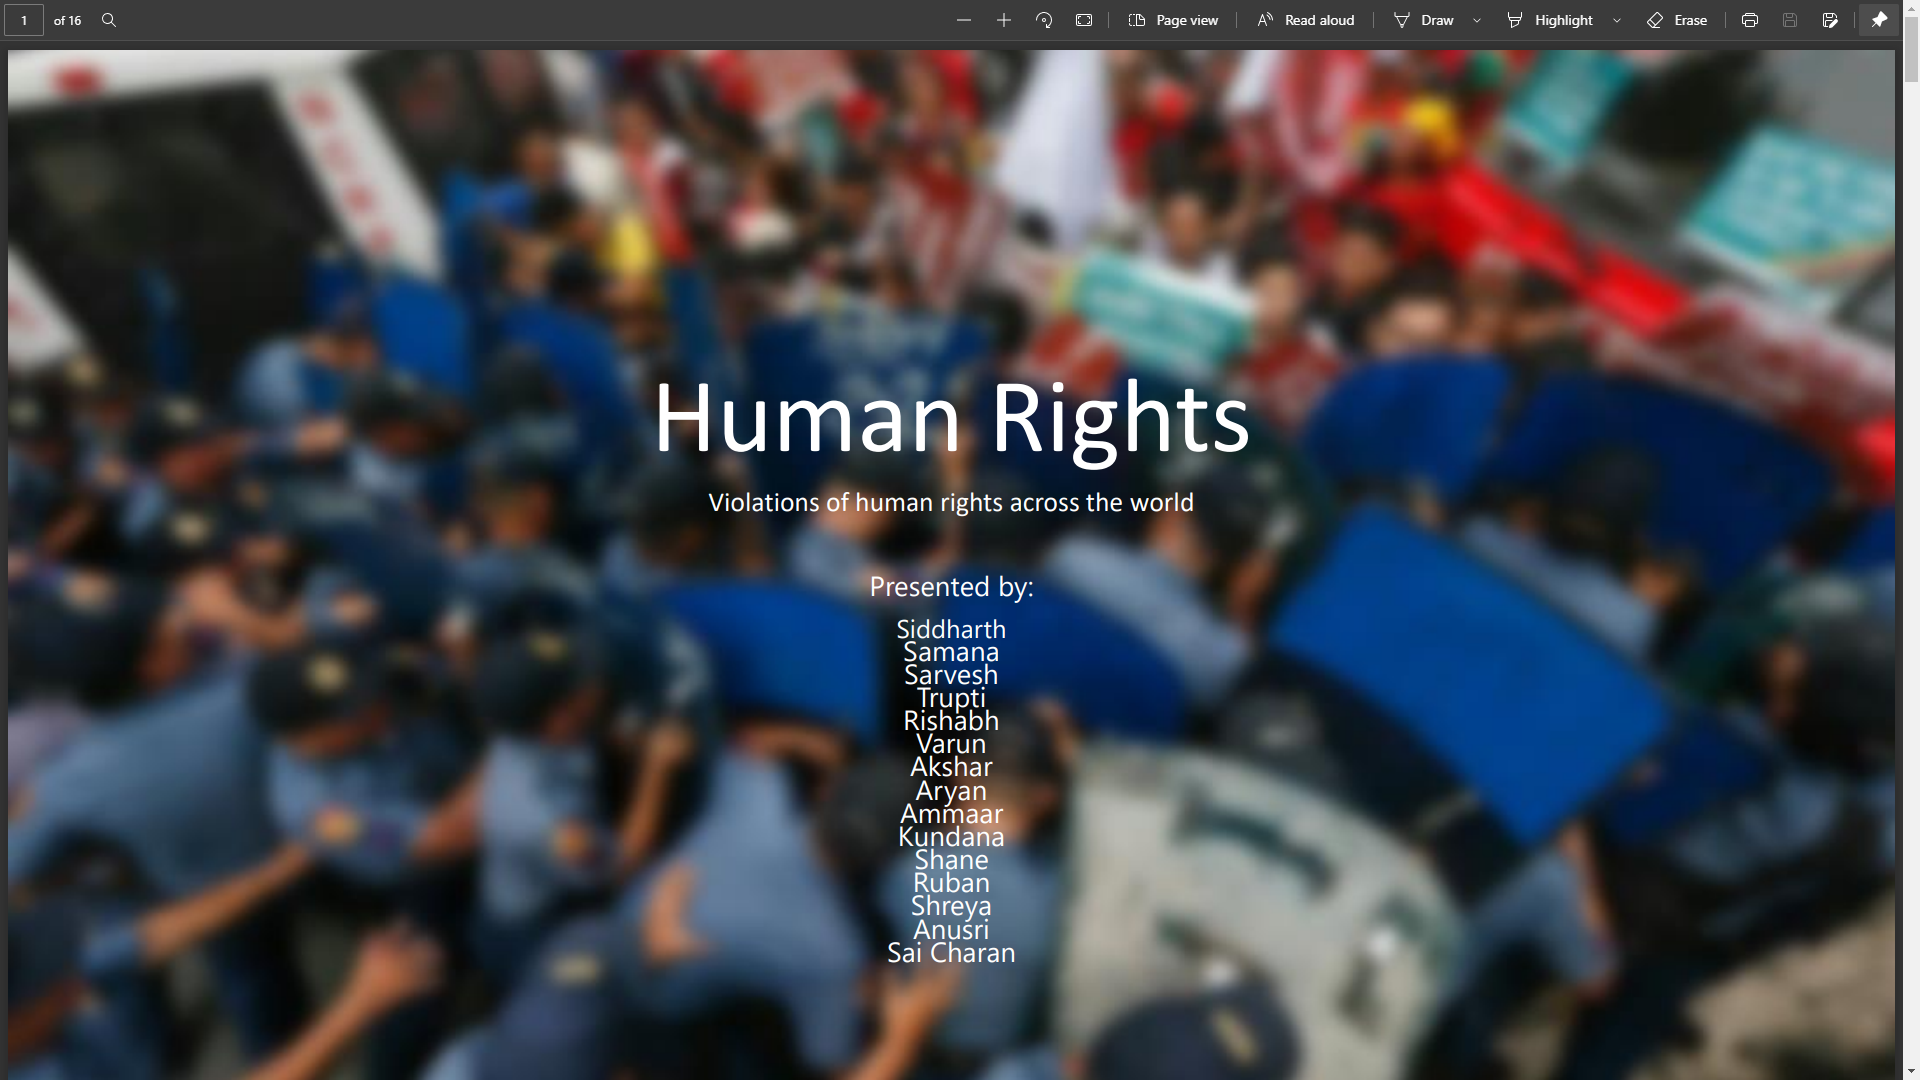 1 of 16 Page view Read aloud Draw Highlight Erase
Human Rights
Violations of human rights across the world
Presented by:
Siddharth
Samana
Sarvesh
Trupti
Rishabh
Varun
Akshar
Aryan
Ammaar
Kundana
Shane
Ruban
Shreya
Anusri
Sai Charan